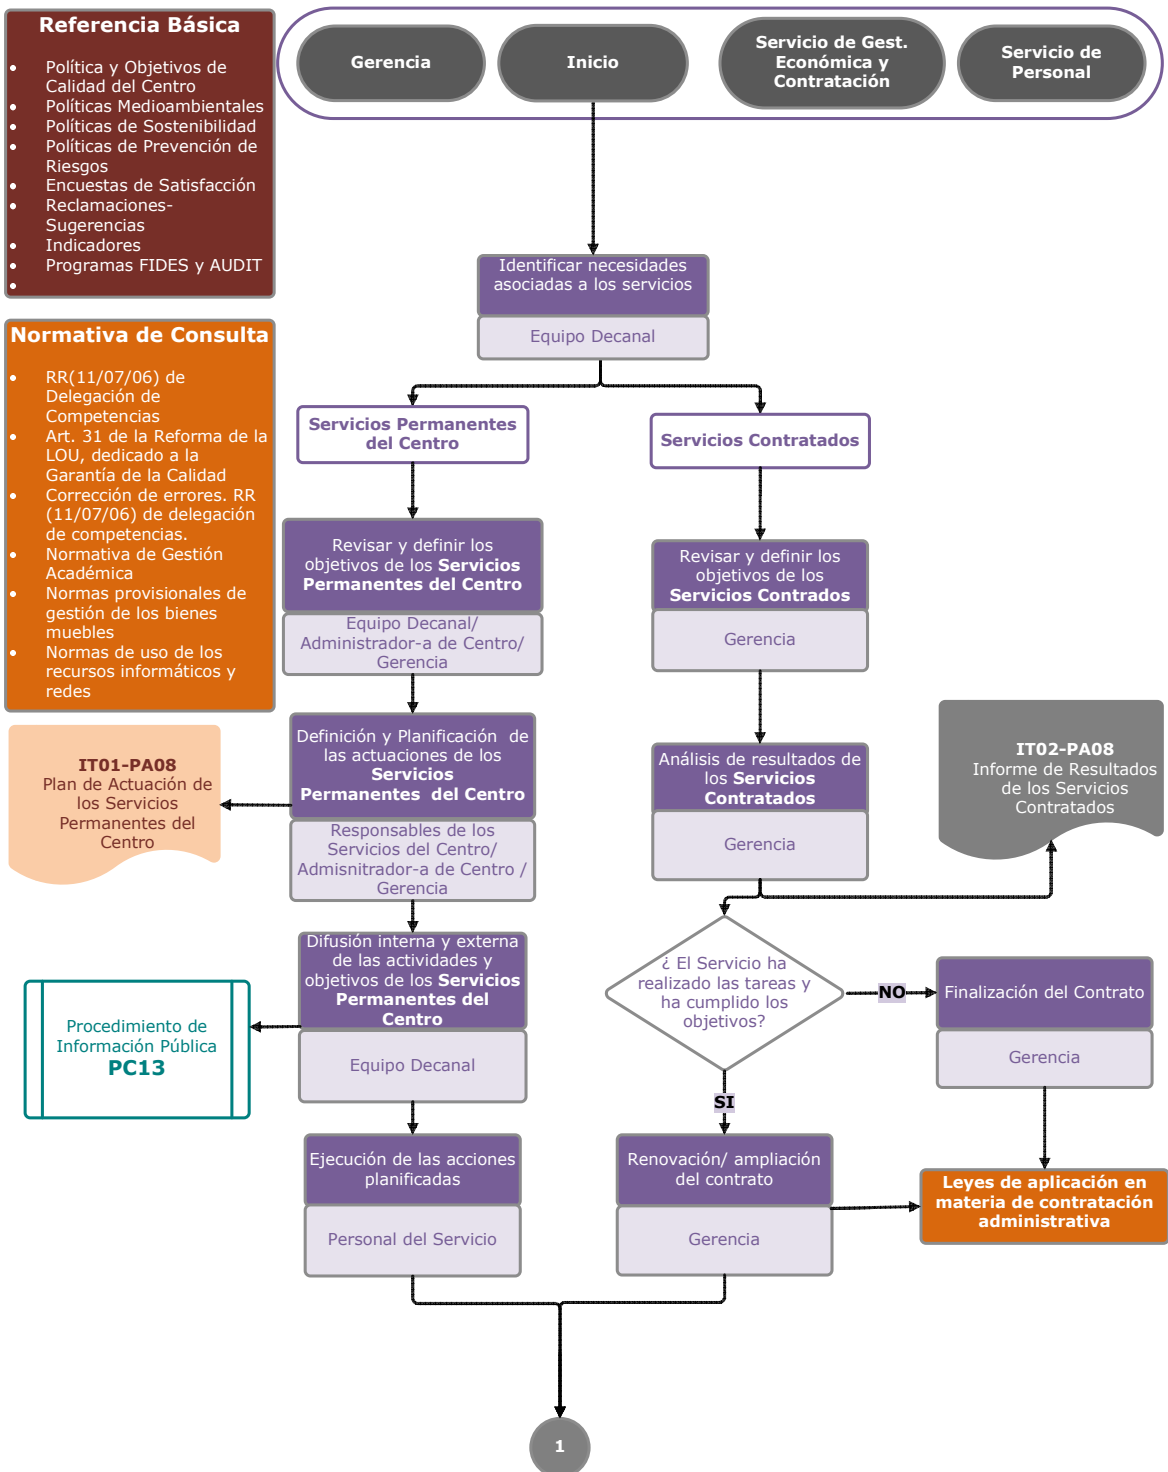 Referencia Básica
• Política y Objetivos de
Calidad del Centro
• Políticas Medioambientales
• Políticas de Sostenibilidad
• Políticas de Prevención de
Riesgos
• Encuestas de Satisfacción
• Reclamaciones-
Sugerencias
• Indicadores
• Programas FIDES y AUDIT
•
Gerencia
Inicio
Servicio de Gest.
Económica y
Contratación
Servicio de
Personal
Normativa de Consulta
• RR(11/07/06) de
Delegación de
Competencias
• Art. 31 de la Reforma de la
LOU, dedicado a la
Garantía de la Calidad
• Corrección de errores. RR
(11/07/06) de delegación
de competencias.
• Normativa de Gestión
Académica
• Normas provisionales de
gestión de los bienes
muebles
• Normas de uso de los
recursos informáticos y
redes
Identificar necesidades
asociadas a los servicios
Equipo Decanal
Servicios Permanentes
del Centro
Servicios Contratados
Revisar y definir los
objetivos de los Servicios
Permanentes del Centro
Equipo Decanal/
Administrador-a de Centro/
Gerencia
Revisar y definir los
objetivos de los
Servicios Contrados
Gerencia
IT01-PA08
Plan de Actuación de
los Servicios
Permanentes del
Centro
Definición y Planificación de
las actuaciones de los
Servicios
Permanentes del Centro
Responsables de los
Servicios del Centro/
Admisnitrador-a de Centro /
Gerencia
Análisis de resultados de
los Servicios
Contratados
Gerencia
IT02-PA08
Informe de Resultados
de los Servicios
Contratados
Procedimiento de
Información Pública
PC13
Difusión interna y externa
de las actividades y
objetivos de los Servicios
Permanentes del
Centro
Equipo Decanal
¿ El Servicio ha
realizado las tareas y
ha cumplido los
objetivos?
NO
Finalización del Contrato
Gerencia
SI
Ejecución de las acciones
planificadas
Personal del Servicio
Renovación/ ampliación
del contrato
Gerencia
Leyes de aplicación en
materia de contratación
administrativa
1